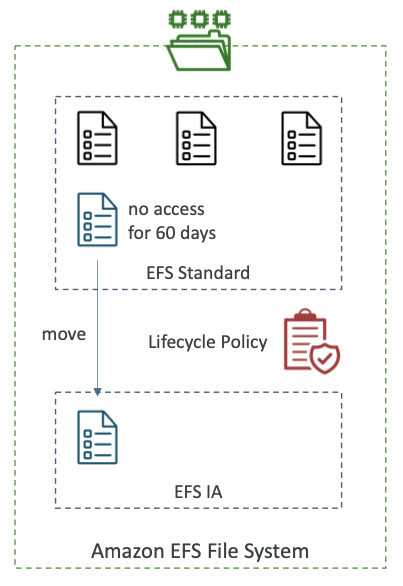 no access
for 60 days
EFS Standard
move
Lifecycle Policy
EFS IA
Amazon EFS File System